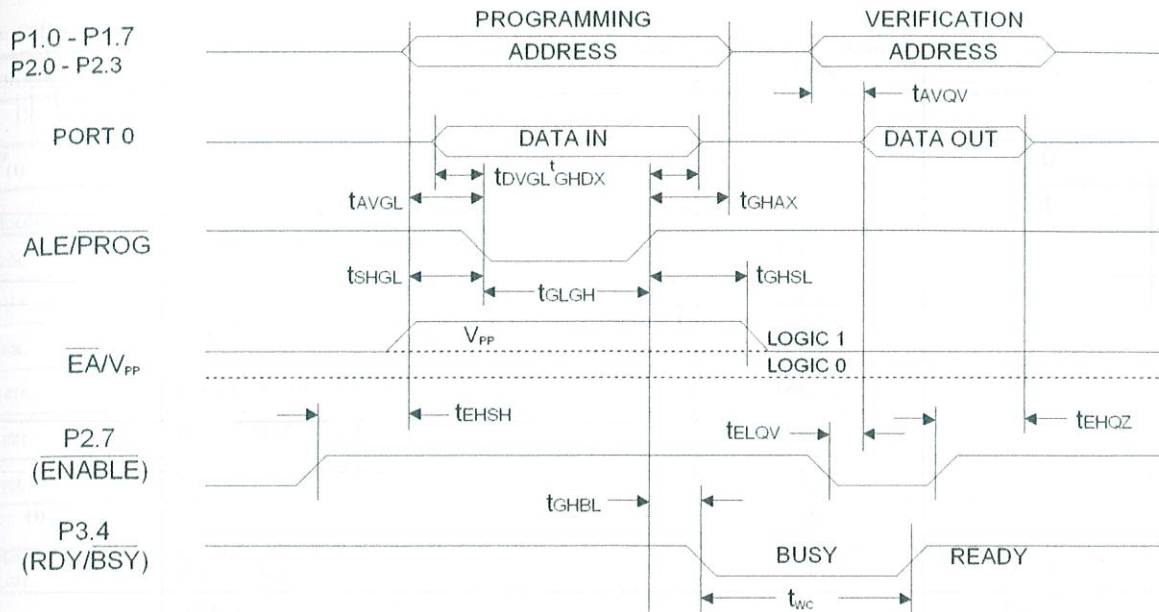 PROGRAMMING
VERIFICATION
P1.0 - P1.7
P2.0 - P2.3
ADDRESS
ADDRESS
tAVQV
PORT 0
DATA IN
DATA OUT
tDVGL tGHDX
tAVGL
tGHAX
ALE/PROG
tSHGL
tGLGH
tGHSL
EA/VPP
VPP
LOGIC 1
LOGIC 0
tEHSH
tELQV
tEHQZ
P2.7
(ENABLE)
tGHBL
P3.4
(RDY/BSY)
BUSY
READY
twc